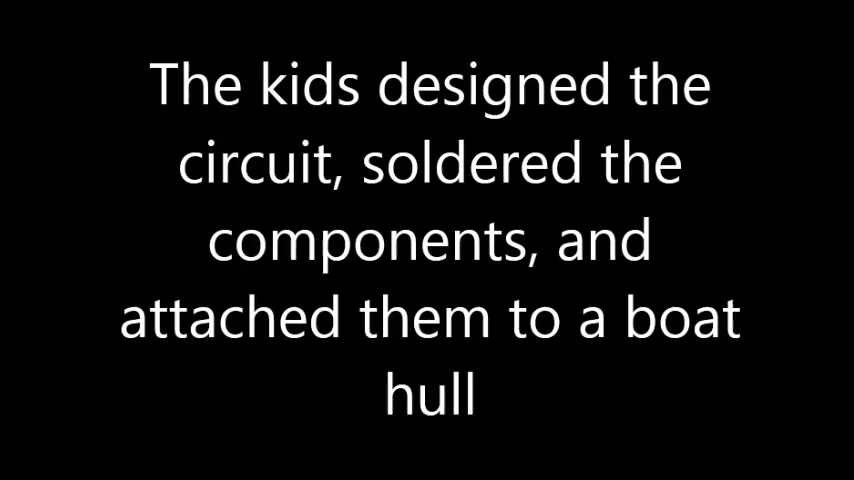 The kids designed the
circuit, soldered the
components, and
attached them to a boat
hull